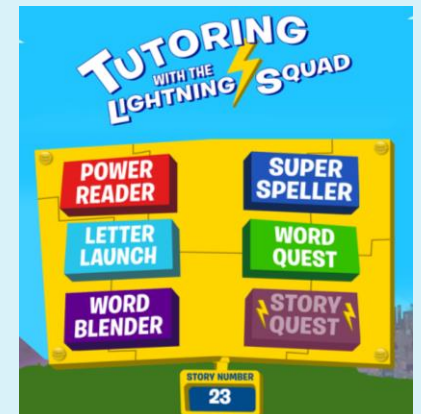 TUTORING
WITH THE
LIGHTNING SQUAD
POWER
READER
SUPER
SPELLER
LETTER
LAUNCH
WORD
QUEST
WORD
BLENDER
STORY
QUEST
STORY NUMBER
23